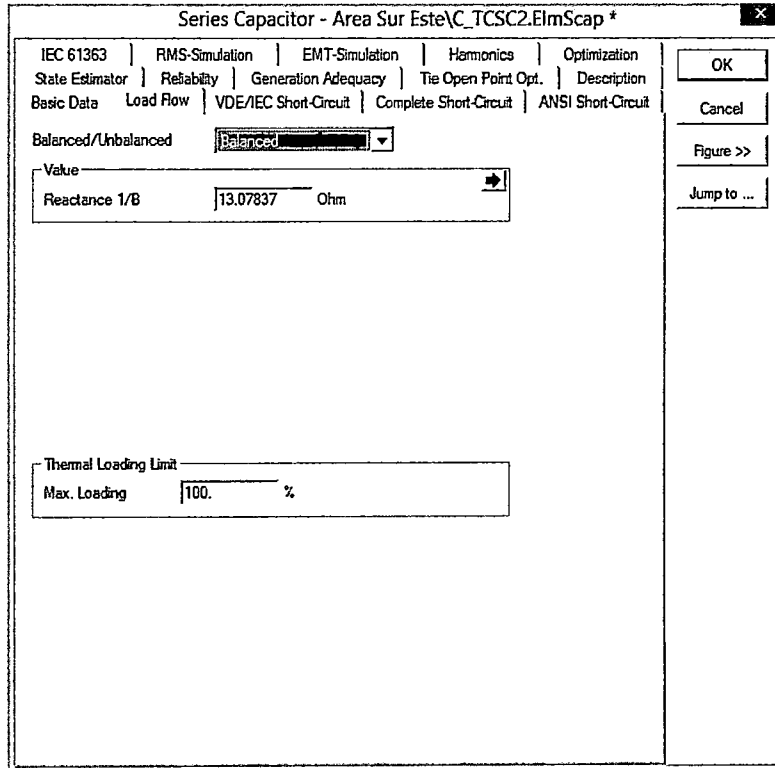 Series Capacitor - Area Sur Este\C_TCSC2.ElmScap *
IEC 61363 RMS-Simulation EMT-Simulation Harmonics Optimization
State Estimator Reliability Generation Adequacy Tie Open Point Opt. Description
Basic Data Load Flow VDE/IEC Short-Circuit Complete Short-Circuit ANSI Short-Circuit
OK
Cancel
Figure >>
Jump to ...
Balanced/Unbalanced Balanced
Value
Reactance 1/B 13.07837 Ohm
Thermal Loading Limit
Max. Loading 100. %